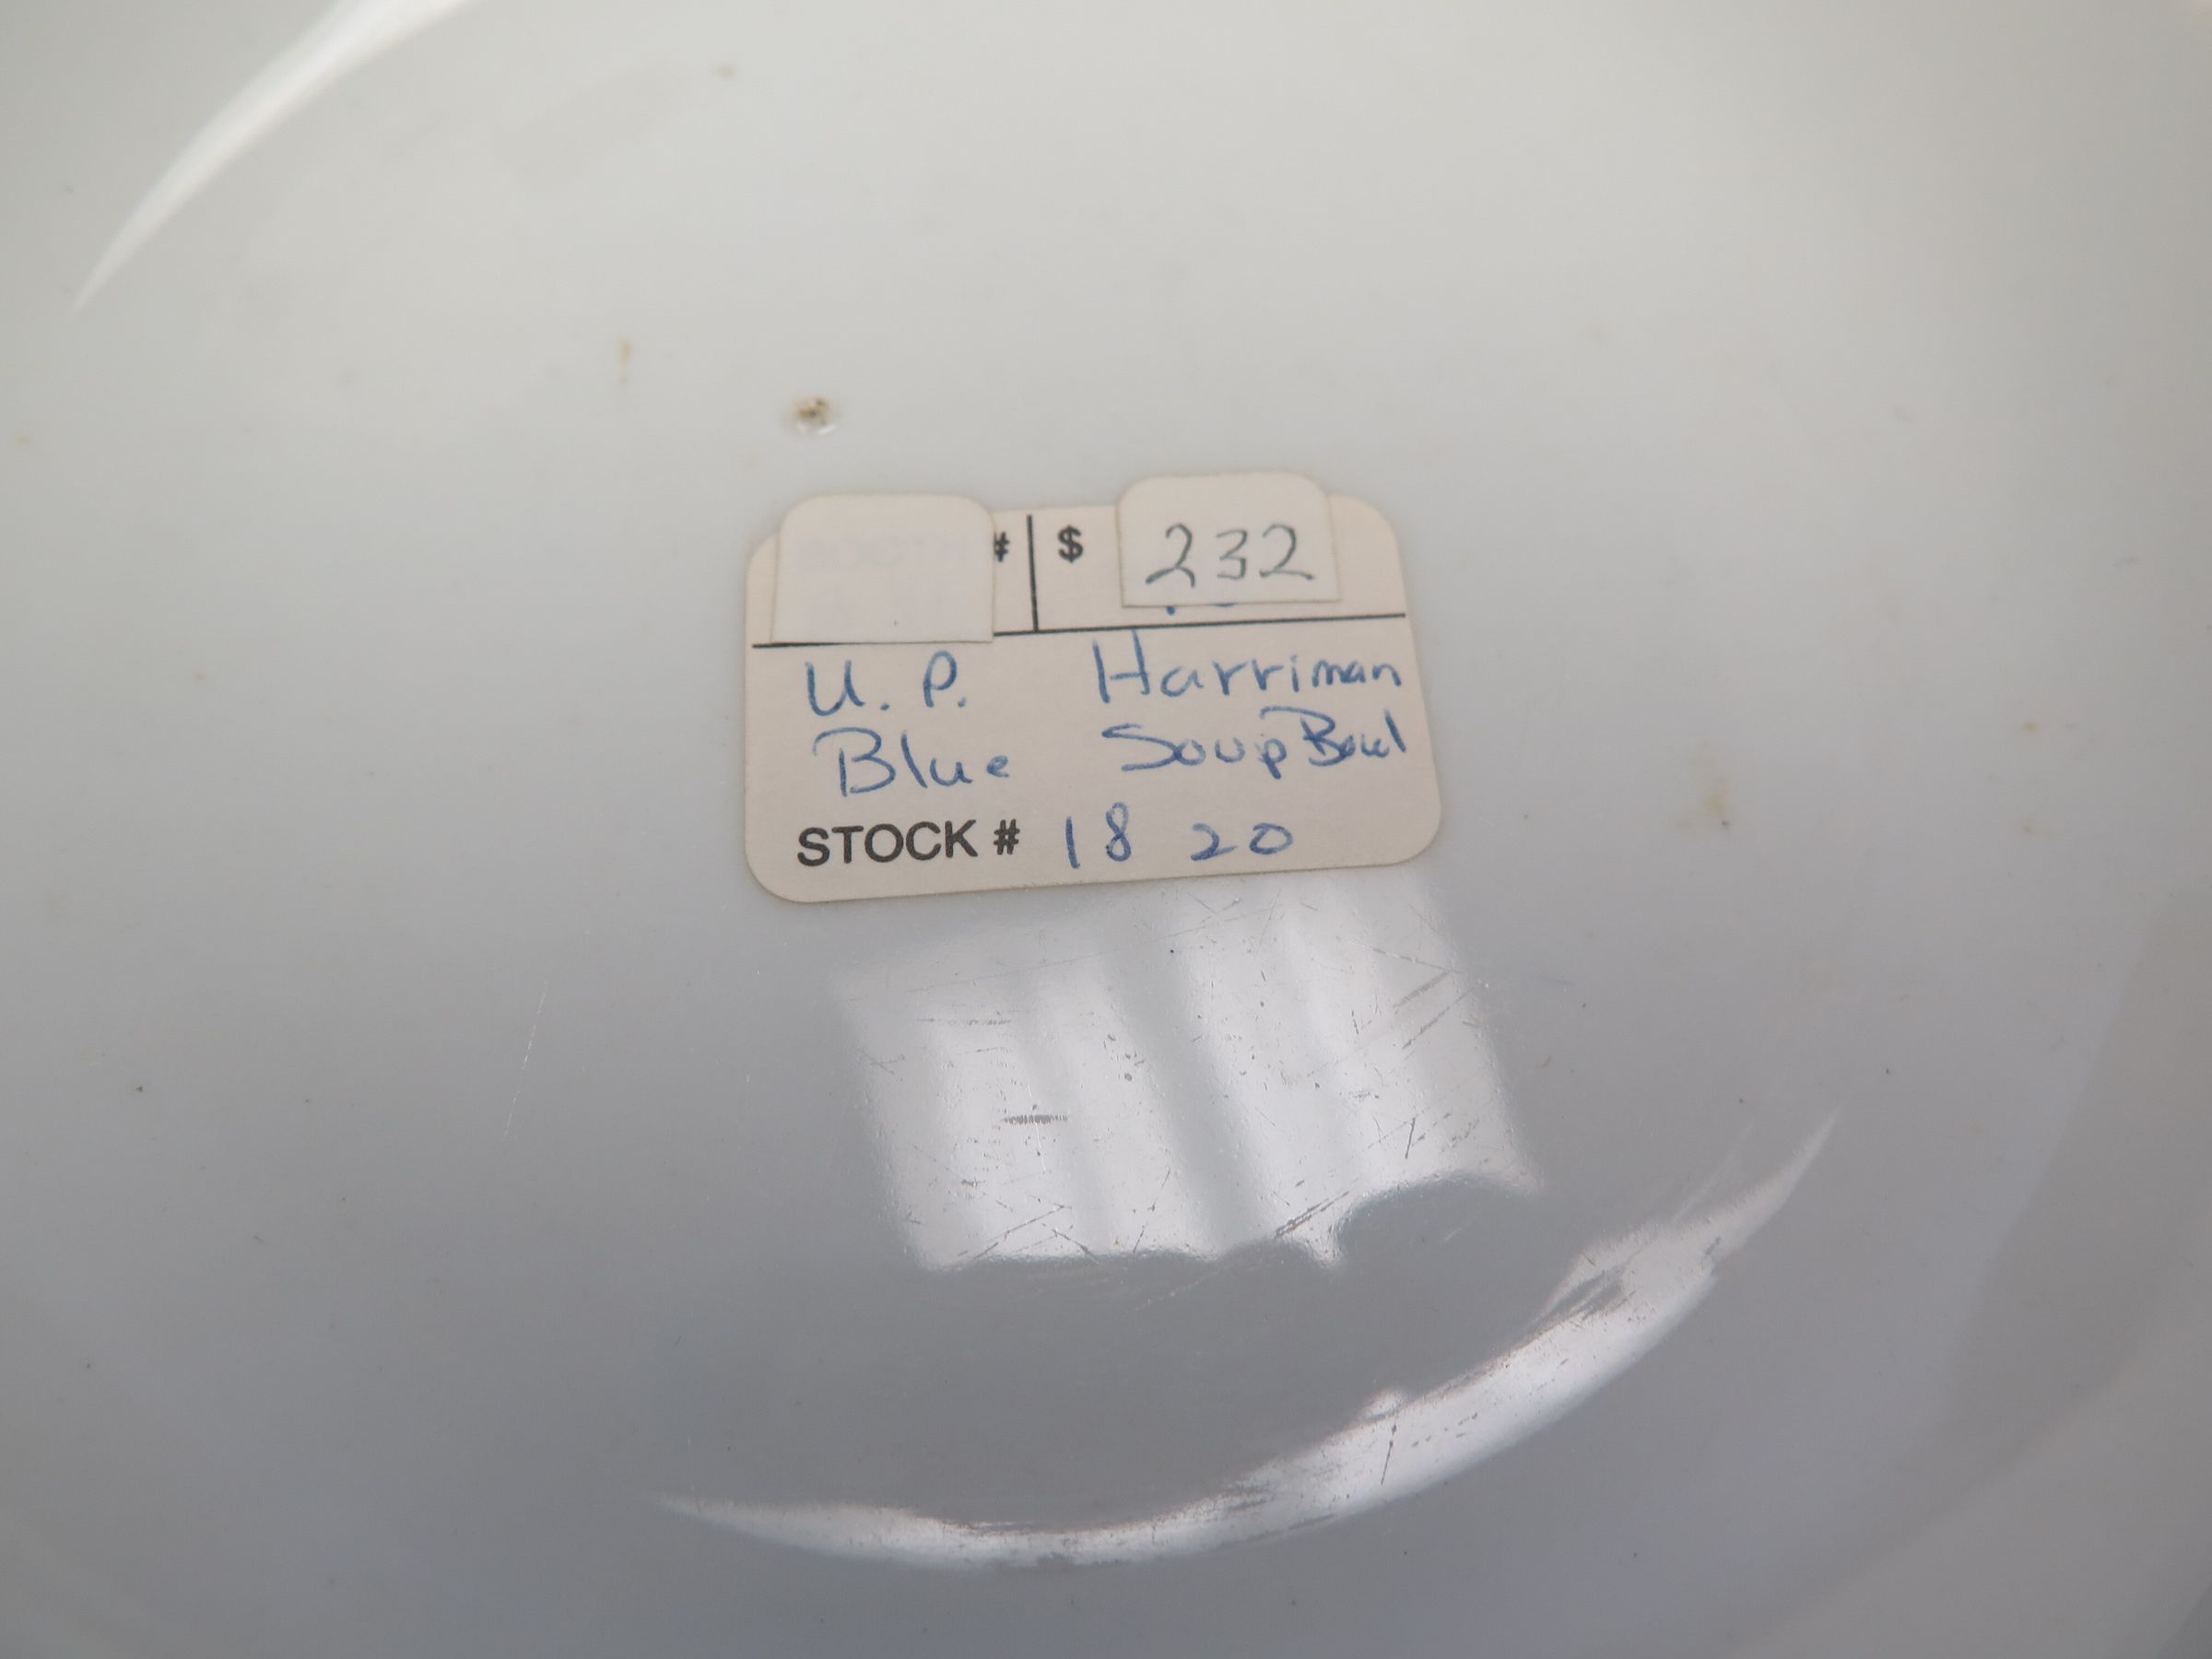 # $ 232
U. P. Harriman
Blue Soup Bowl
STOCK # 18 20